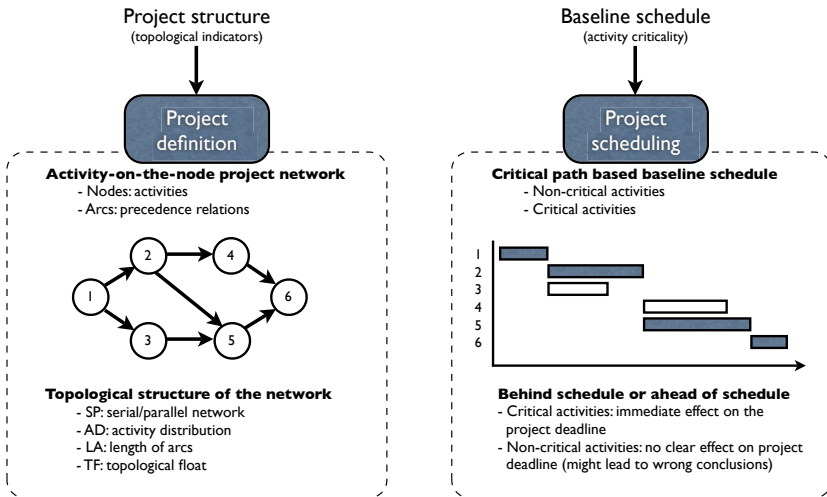 Project structure
(topological indicators)
Project
definition
Activity-on-the-node project network
- Nodes: activities
- Arcs: precedence relations
1
2
3
4
5
6
Topological structure of the network
- SP: serial/parallel network
- AD: activity distribution
- LA: length of arcs
- TF: topological float
Baseline schedule
(activity criticality)
Project
scheduling
Critical path based baseline schedule
- Non-critical activities
- Critical activities
1
2
3
4
5
6
Behind schedule or ahead of schedule
- Critical activities: immediate effect on the
project deadline
- Non-critical activities: no clear effect on project
deadline (might lead to wrong conclusions)